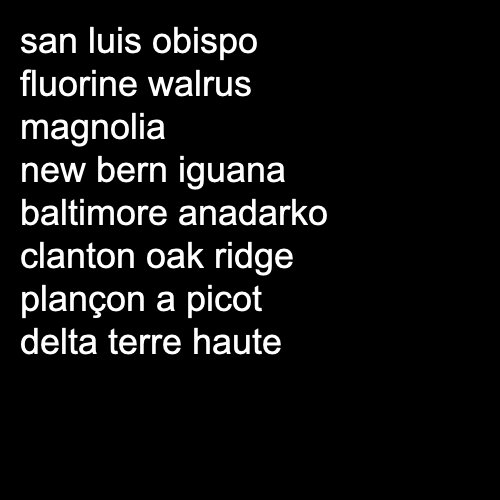 san luis obispo
fluorine walrus
magnolia
new bern iguana
baltimore anadarko
clanton oak ridge
plançon a picot
delta terre haute